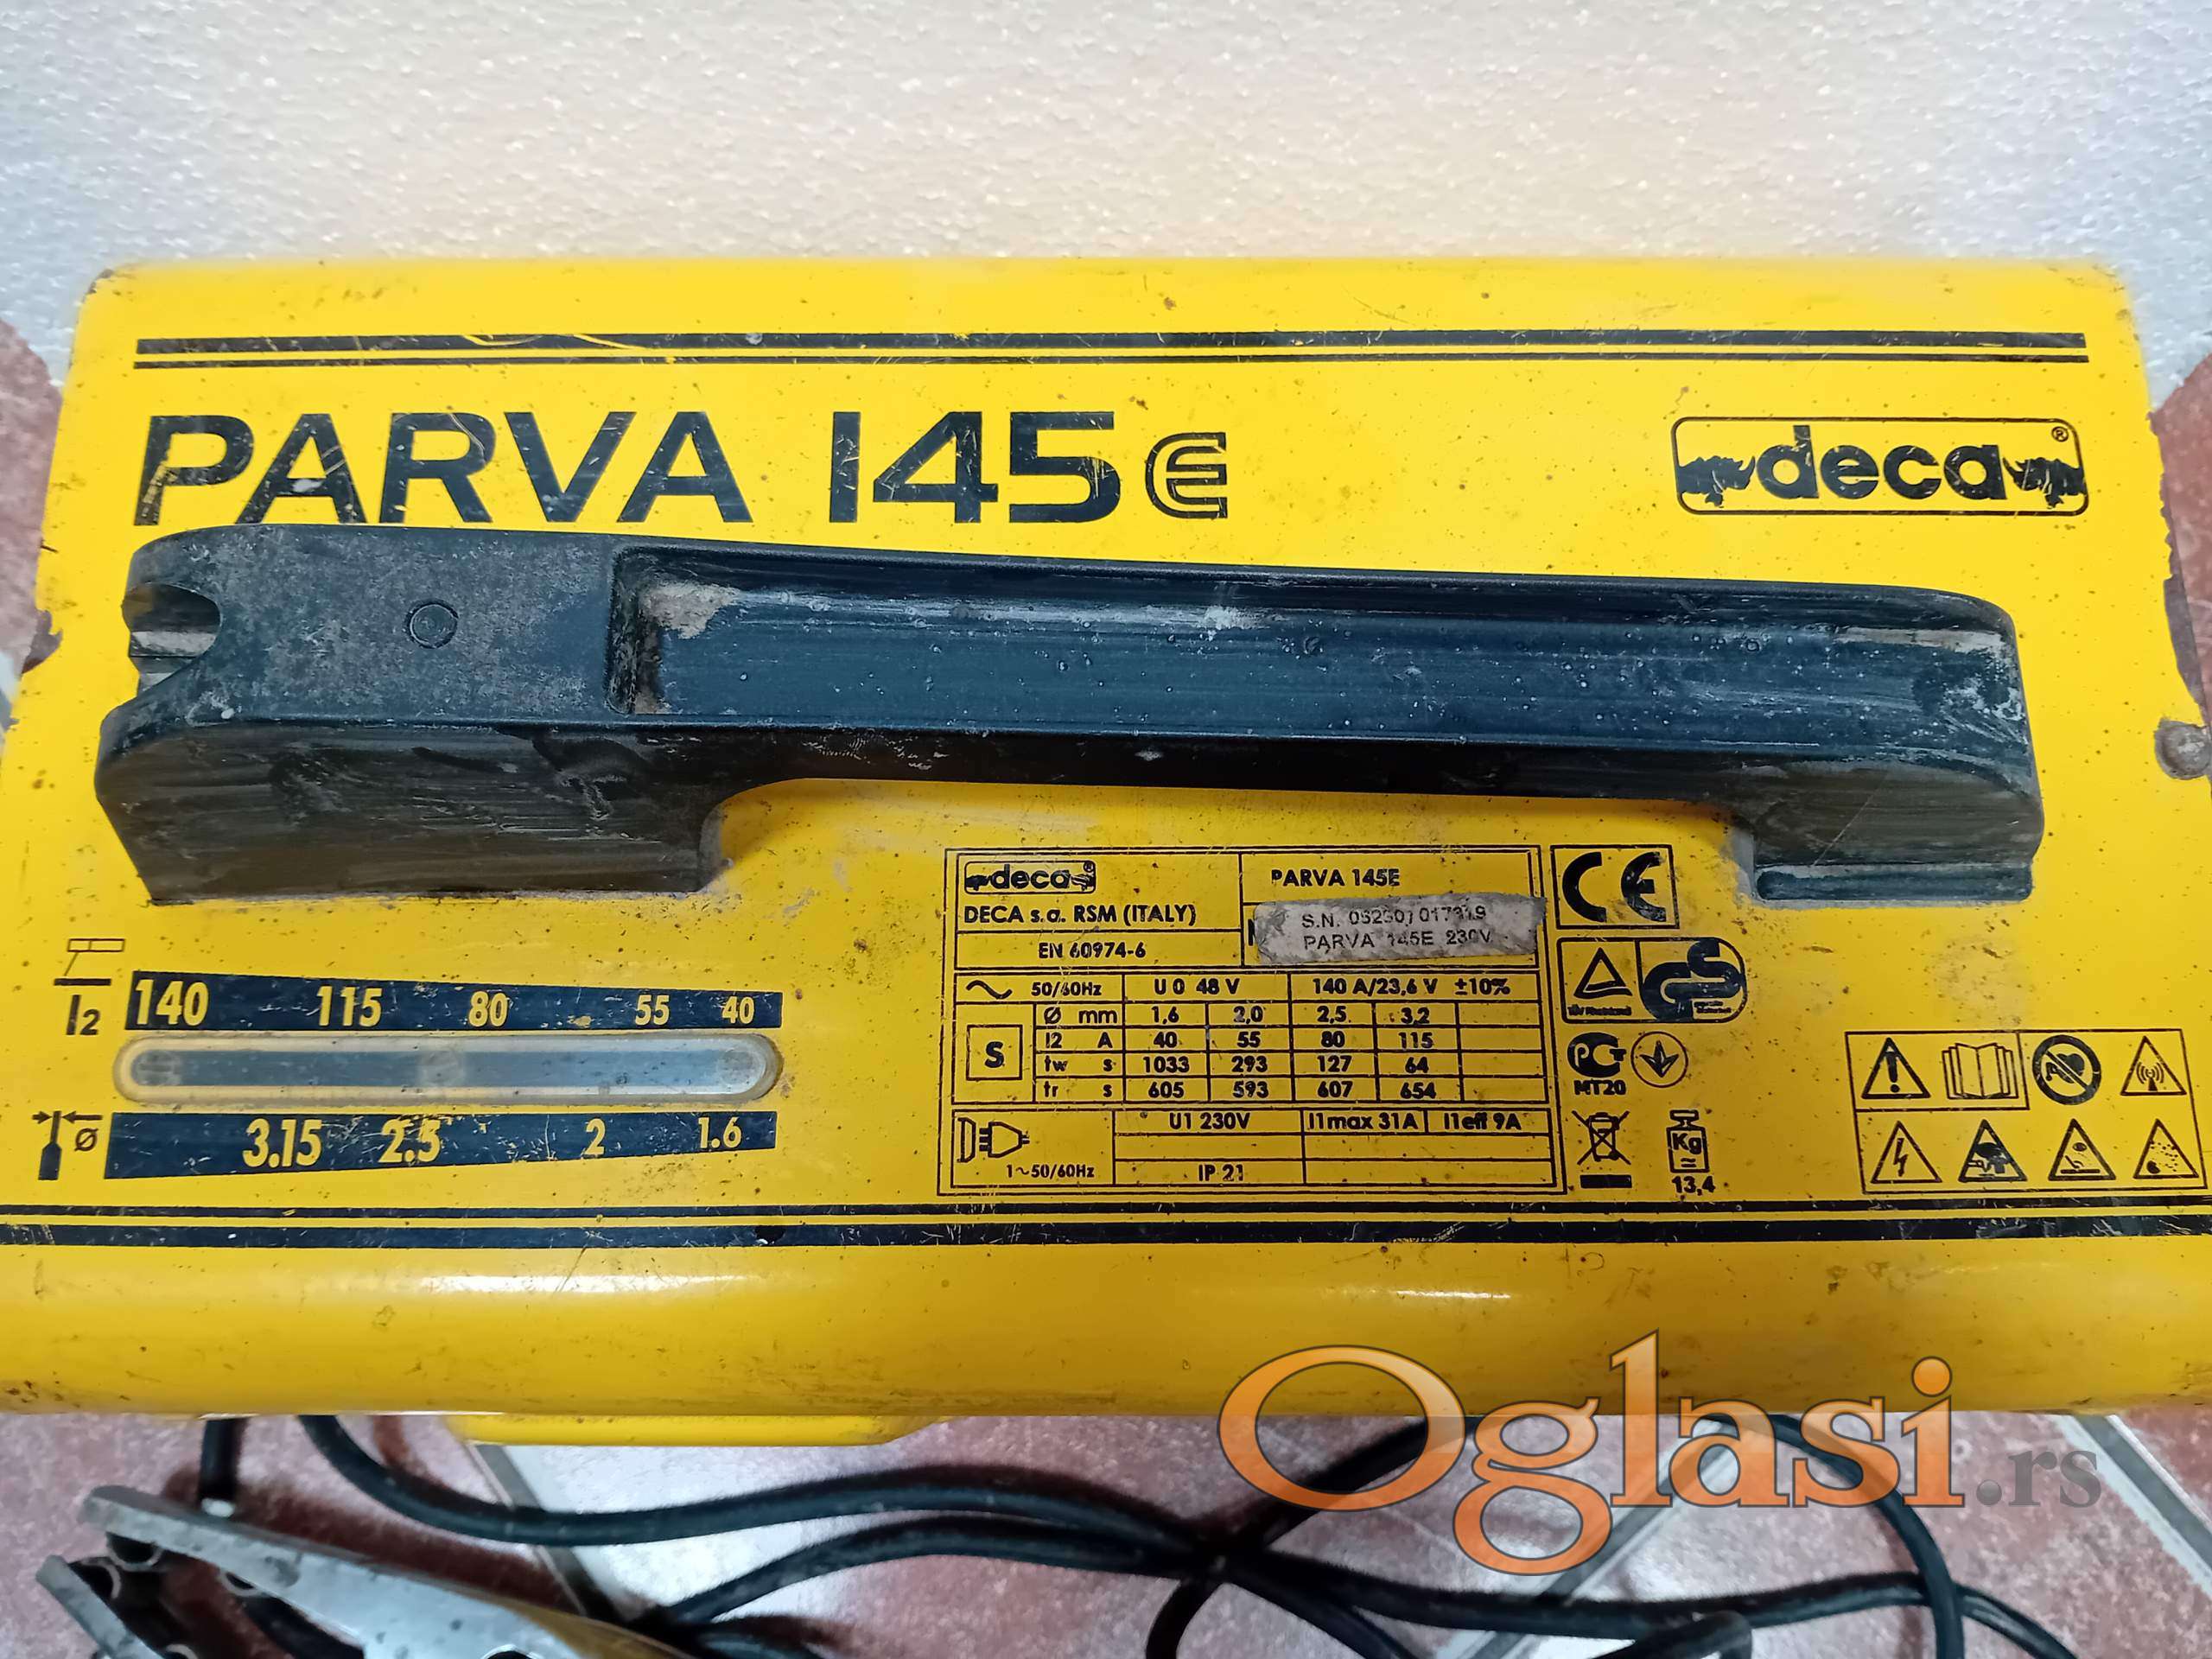 PARVA 145E
deca®
deca®
PARVA 145E
DECA s.a. RSM (ITALY)
S.N.
PARVA 145E 230V
EN 60974-6
50/60Hz U 0 48 V 140 A/23,6 V ±10%
Ø mm 1,6 2,0 2,5 3,2
S
I2 A 40 55 80 115
tw s 1033 293 127 64
tr s 605 593 607 654
U1 230V I1max 31A I1eff 9A
1~50/60Hz IP 21
CE
GS
PG
MT20
Kg
13,4
I2 140 115 80 55 40
Ø 3.15 2.5 2 1.6
Oglasi.rs